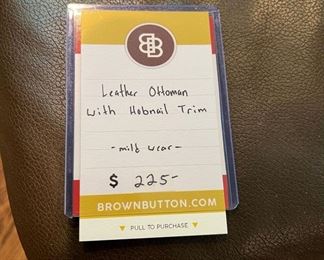 BB
Leather Ottoman
with Hobnail Trim
-mild wear-
$ 225-
BROWNBUTTON.COM
PULL TO PURCHASE